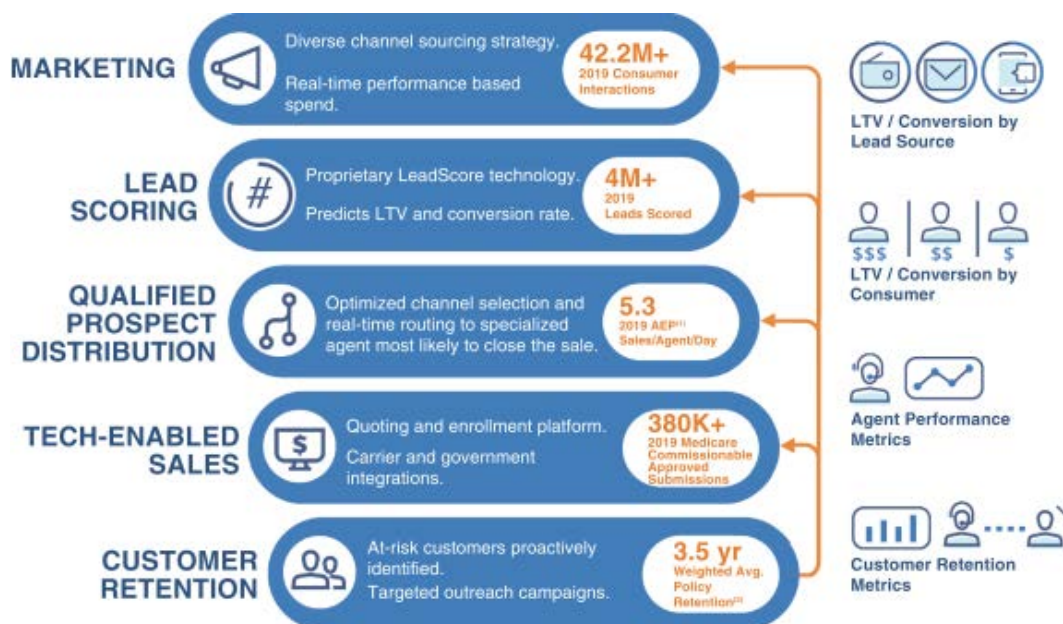 MARKETING
Diverse channel sourcing strategy.
Real-time performance based
spend.
42.2M+
2019 Consumer
Interactions
LEAD
SCORING
#
Proprietary LeadScore technology.
Predicts LTV and conversion rate.
4M+
2019
Leads Scored
QUALIFIED
PROSPECT
DISTRIBUTION
Optimized channel selection and
real-time routing to specialized
agent most likely to close the sale.
5.3
2019 AEP(1)
Sales/Agent/Day
TECH-ENABLED
SALES
$
Quoting and enrollment platform.
Carrier and government
integrations.
380K+
2019 Medicare
Commissionable
Approved
Submissions
CUSTOMER
RETENTION
At-risk customers proactively
identified.
Targeted outreach campaigns.
3.5 yr
Weighted Avg.
Policy
Retention(2)
LTV / Conversion by
Lead Source
$$$ $$ $
LTV / Conversion by
Consumer
Agent Performance
Metrics
Customer Retention
Metrics